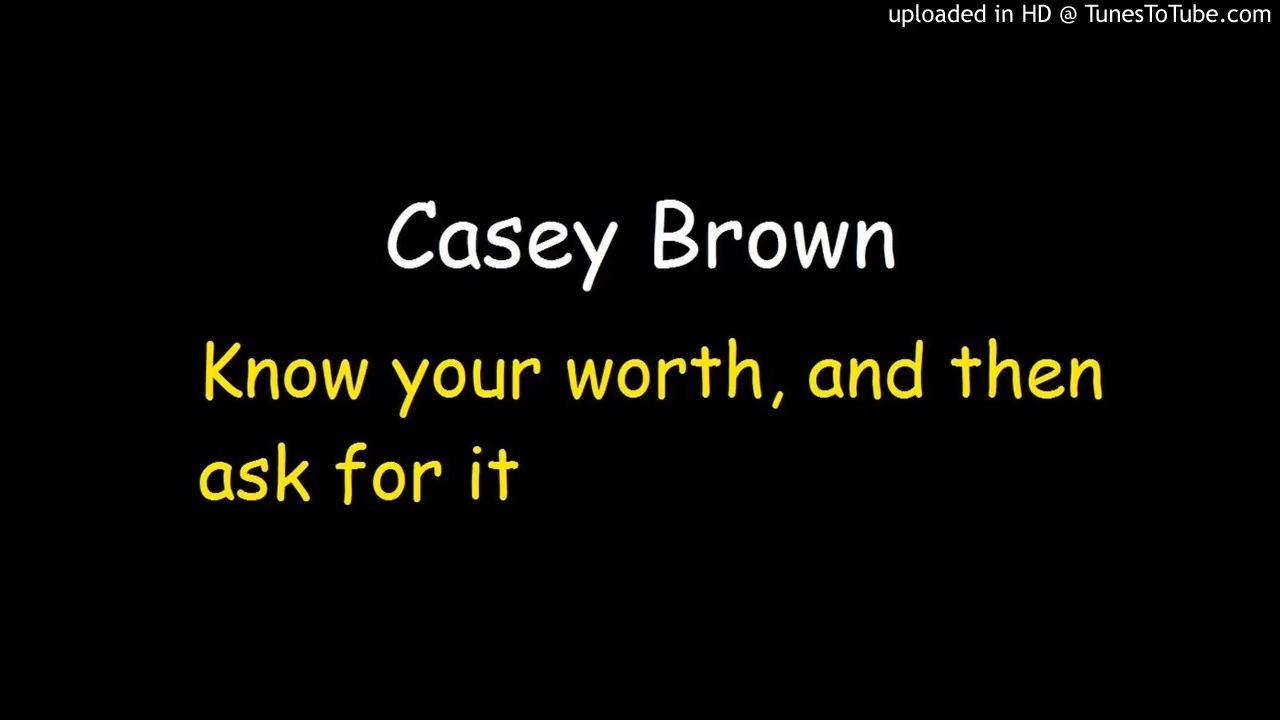 uploaded in HD @ TunesToTube.com
Casey Brown
Know your worth, and then
ask for it